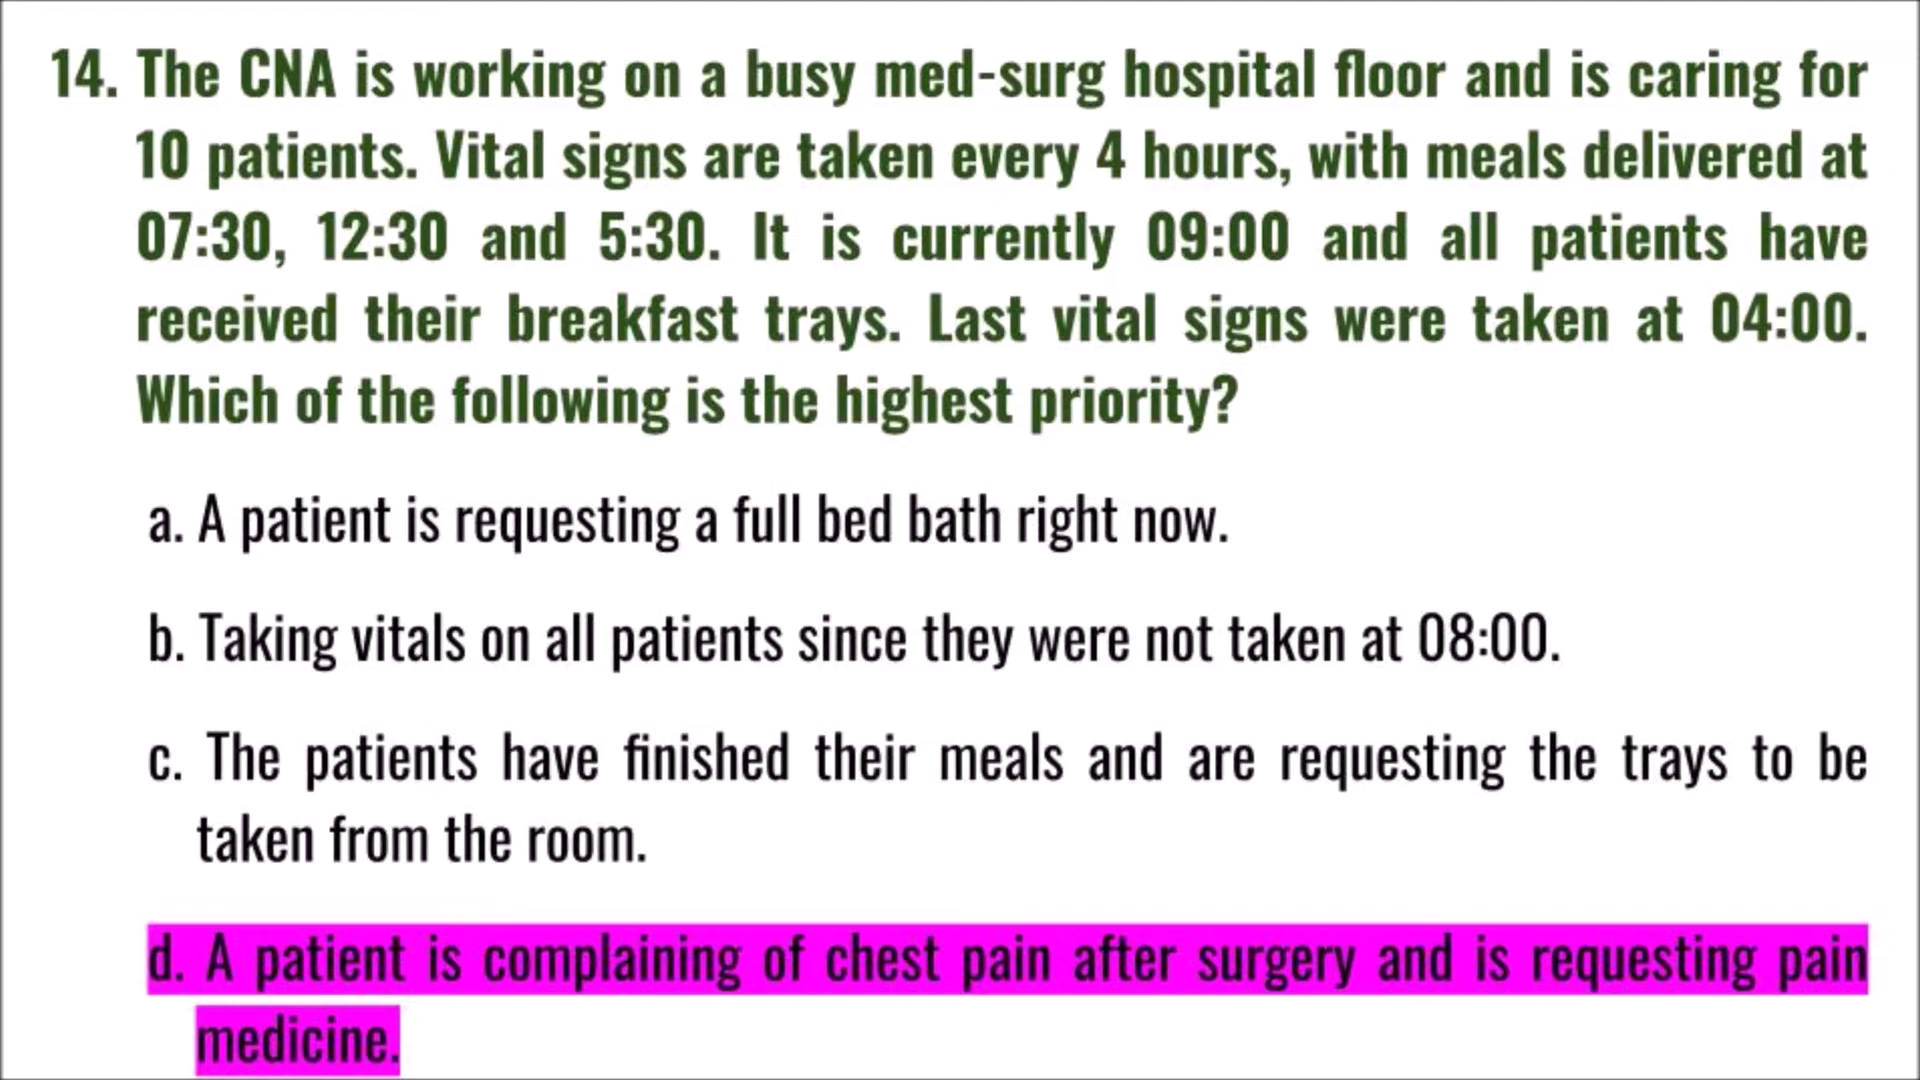 14. The CNA is working on a busy med-surg hospital floor and is caring for
10 patients. Vital signs are taken every 4 hours, with meals delivered at
07:30, 12:30 and 5:30. It is currently 09:00 and all patients have
received their breakfast trays. Last vital signs were taken at 04:00.
Which of the following is the highest priority?
a. A patient is requesting a full bed bath right now.
b. Taking vitals on all patients since they were not taken at 08:00.
c. The patients have finished their meals and are requesting the trays to be
taken from the room.
d. A patient is complaining of chest pain after surgery and is requesting pain
medicine.